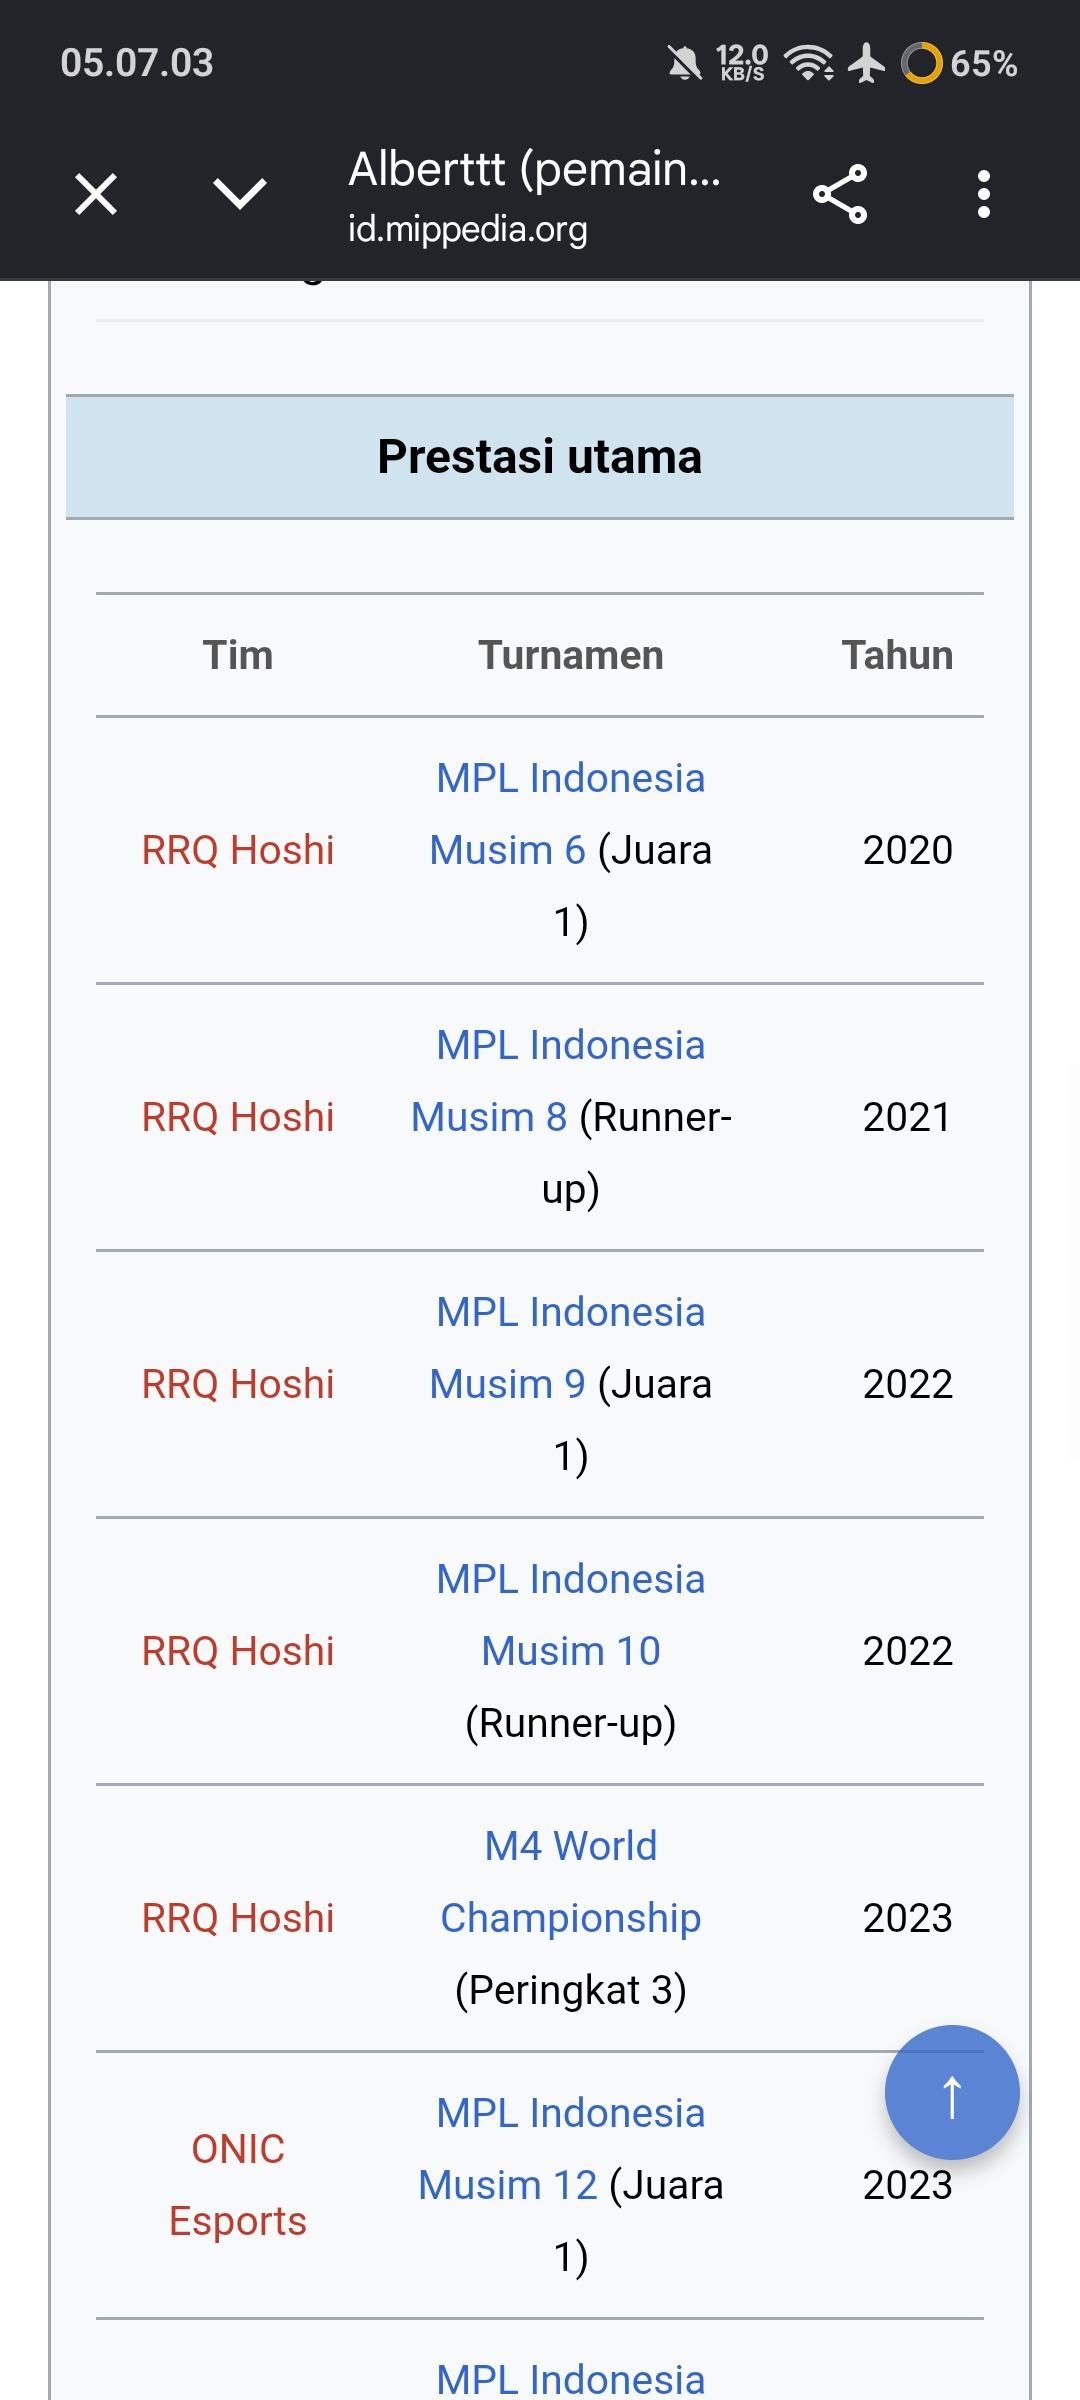 05.07.03
12.0
KB/S
65%
Alberttt (pemain...
id.mippedia.org
Prestasi utama
Tim Turnamen Tahun
MPL Indonesia
RRQ Hoshi Musim 6 (Juara 2020
1)
MPL Indonesia
RRQ Hoshi Musim 8 (Runner- 2021
up)
MPL Indonesia
RRQ Hoshi Musim 9 (Juara 2022
1)
MPL Indonesia
RRQ Hoshi Musim 10 2022
(Runner-up)
M4 World
RRQ Hoshi Championship 2023
(Peringkat 3)
MPL Indonesia
ONIC
Musim 12 (Juara 2023
Esports
1)
MPL Indonesia